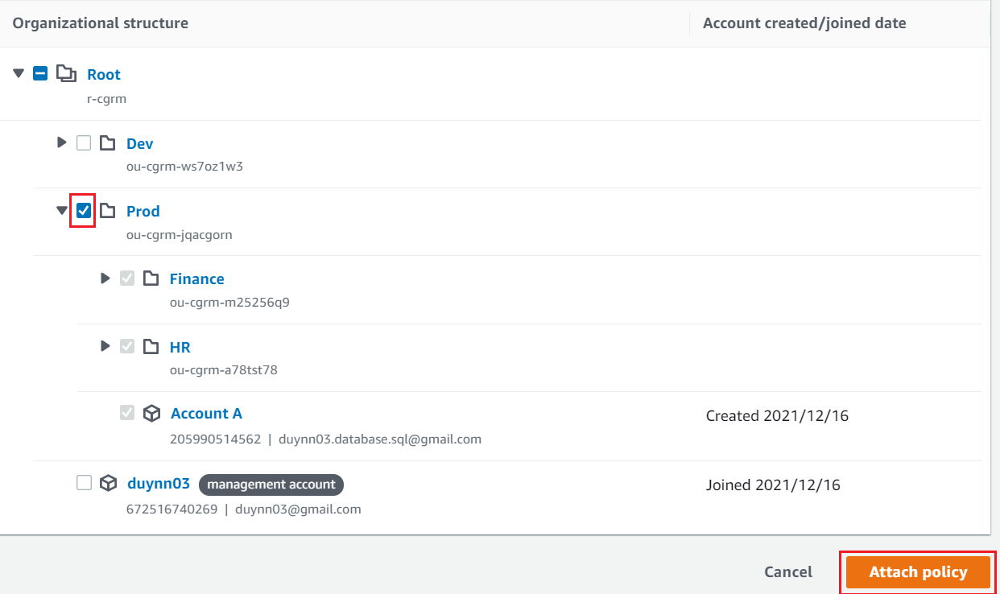 Organizational structure Account created/joined date
Root
r-cgrm
Dev
ou-cgrm-ws7oz1w3
Prod
ou-cgrm-jqacgorn
Finance
ou-cgrm-m25256q9
HR
ou-cgrm-a78tst78
Account A
Created 2021/12/16
205990514562 | duynn03.database.sql@gmail.com
duynn03 management account
Joined 2021/12/16
672516740269 | duynn03@gmail.com
Cancel Attach policy